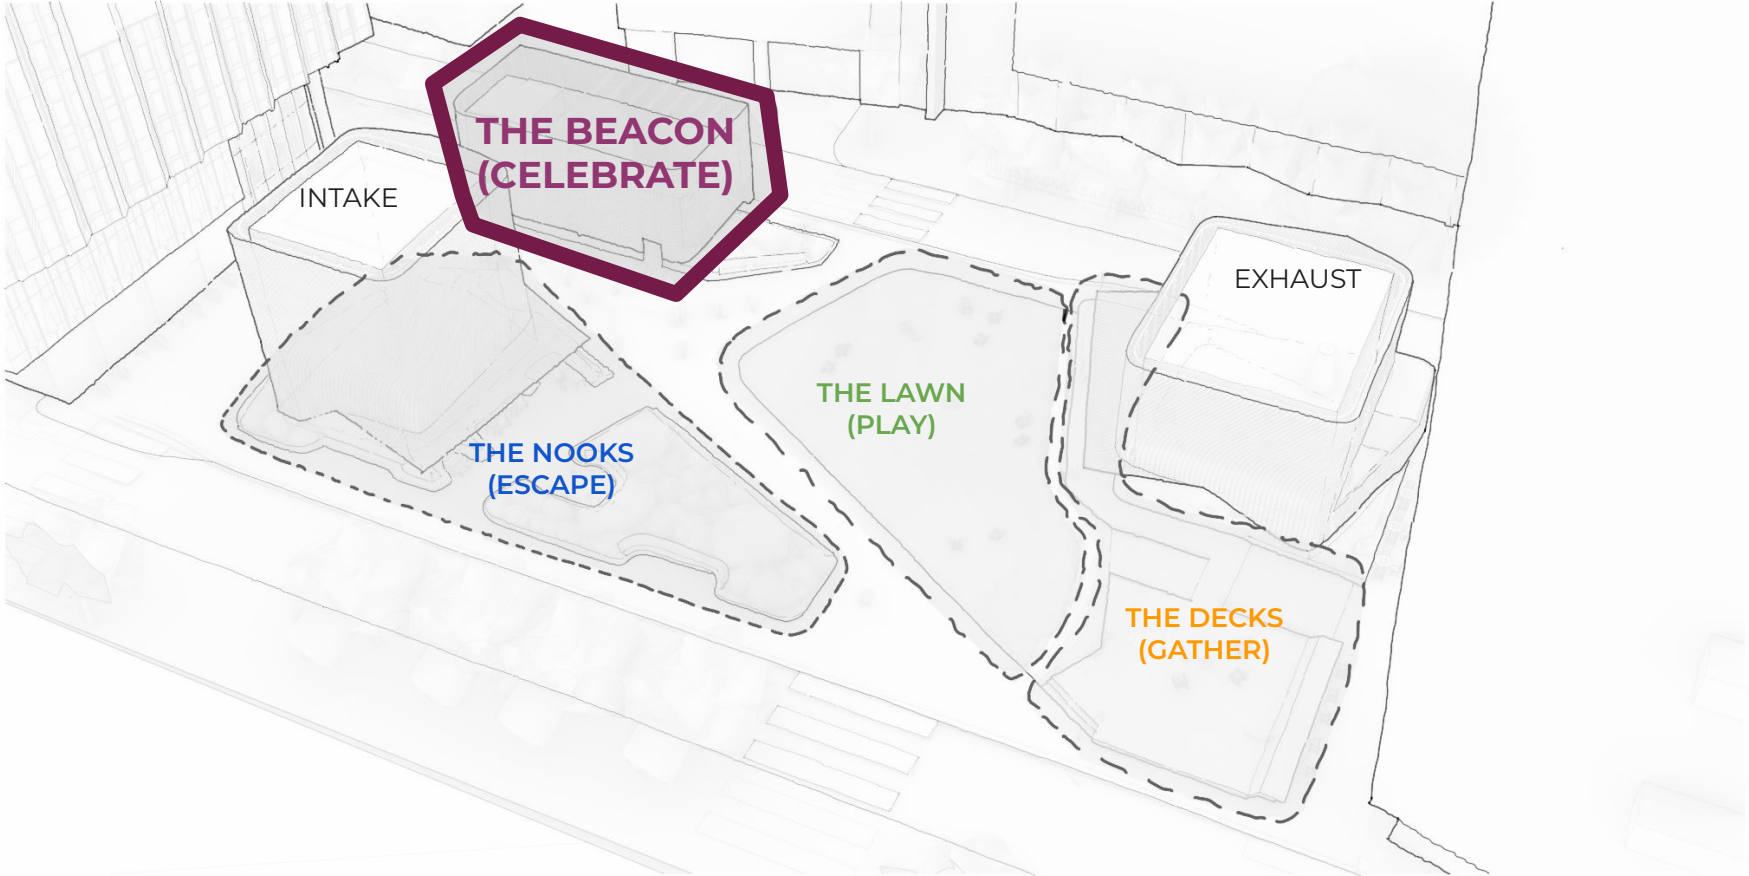 THE BEACON
(CELEBRATE)
INTAKE
EXHAUST
THE LAWN
(PLAY)
THE NOOKS
(ESCAPE)
THE DECKS
(GATHER)